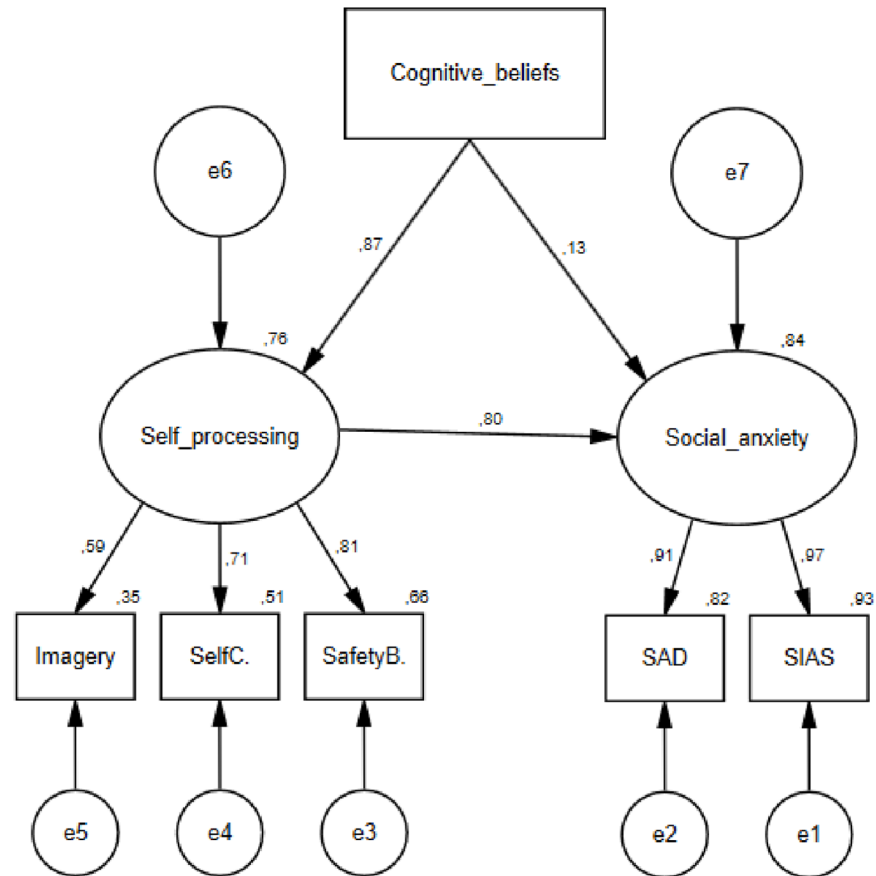 Cognitive_beliefs
e6
e7
,87
,13
,76
,84
Self_processing
,80
Social_anxiety
,59
,71
,81
,91
,97
,35
,51
,66
,82
,93
Imagery
SelfC.
SafetyB.
SAD
SIAS
e5
e4
e3
e2
e1